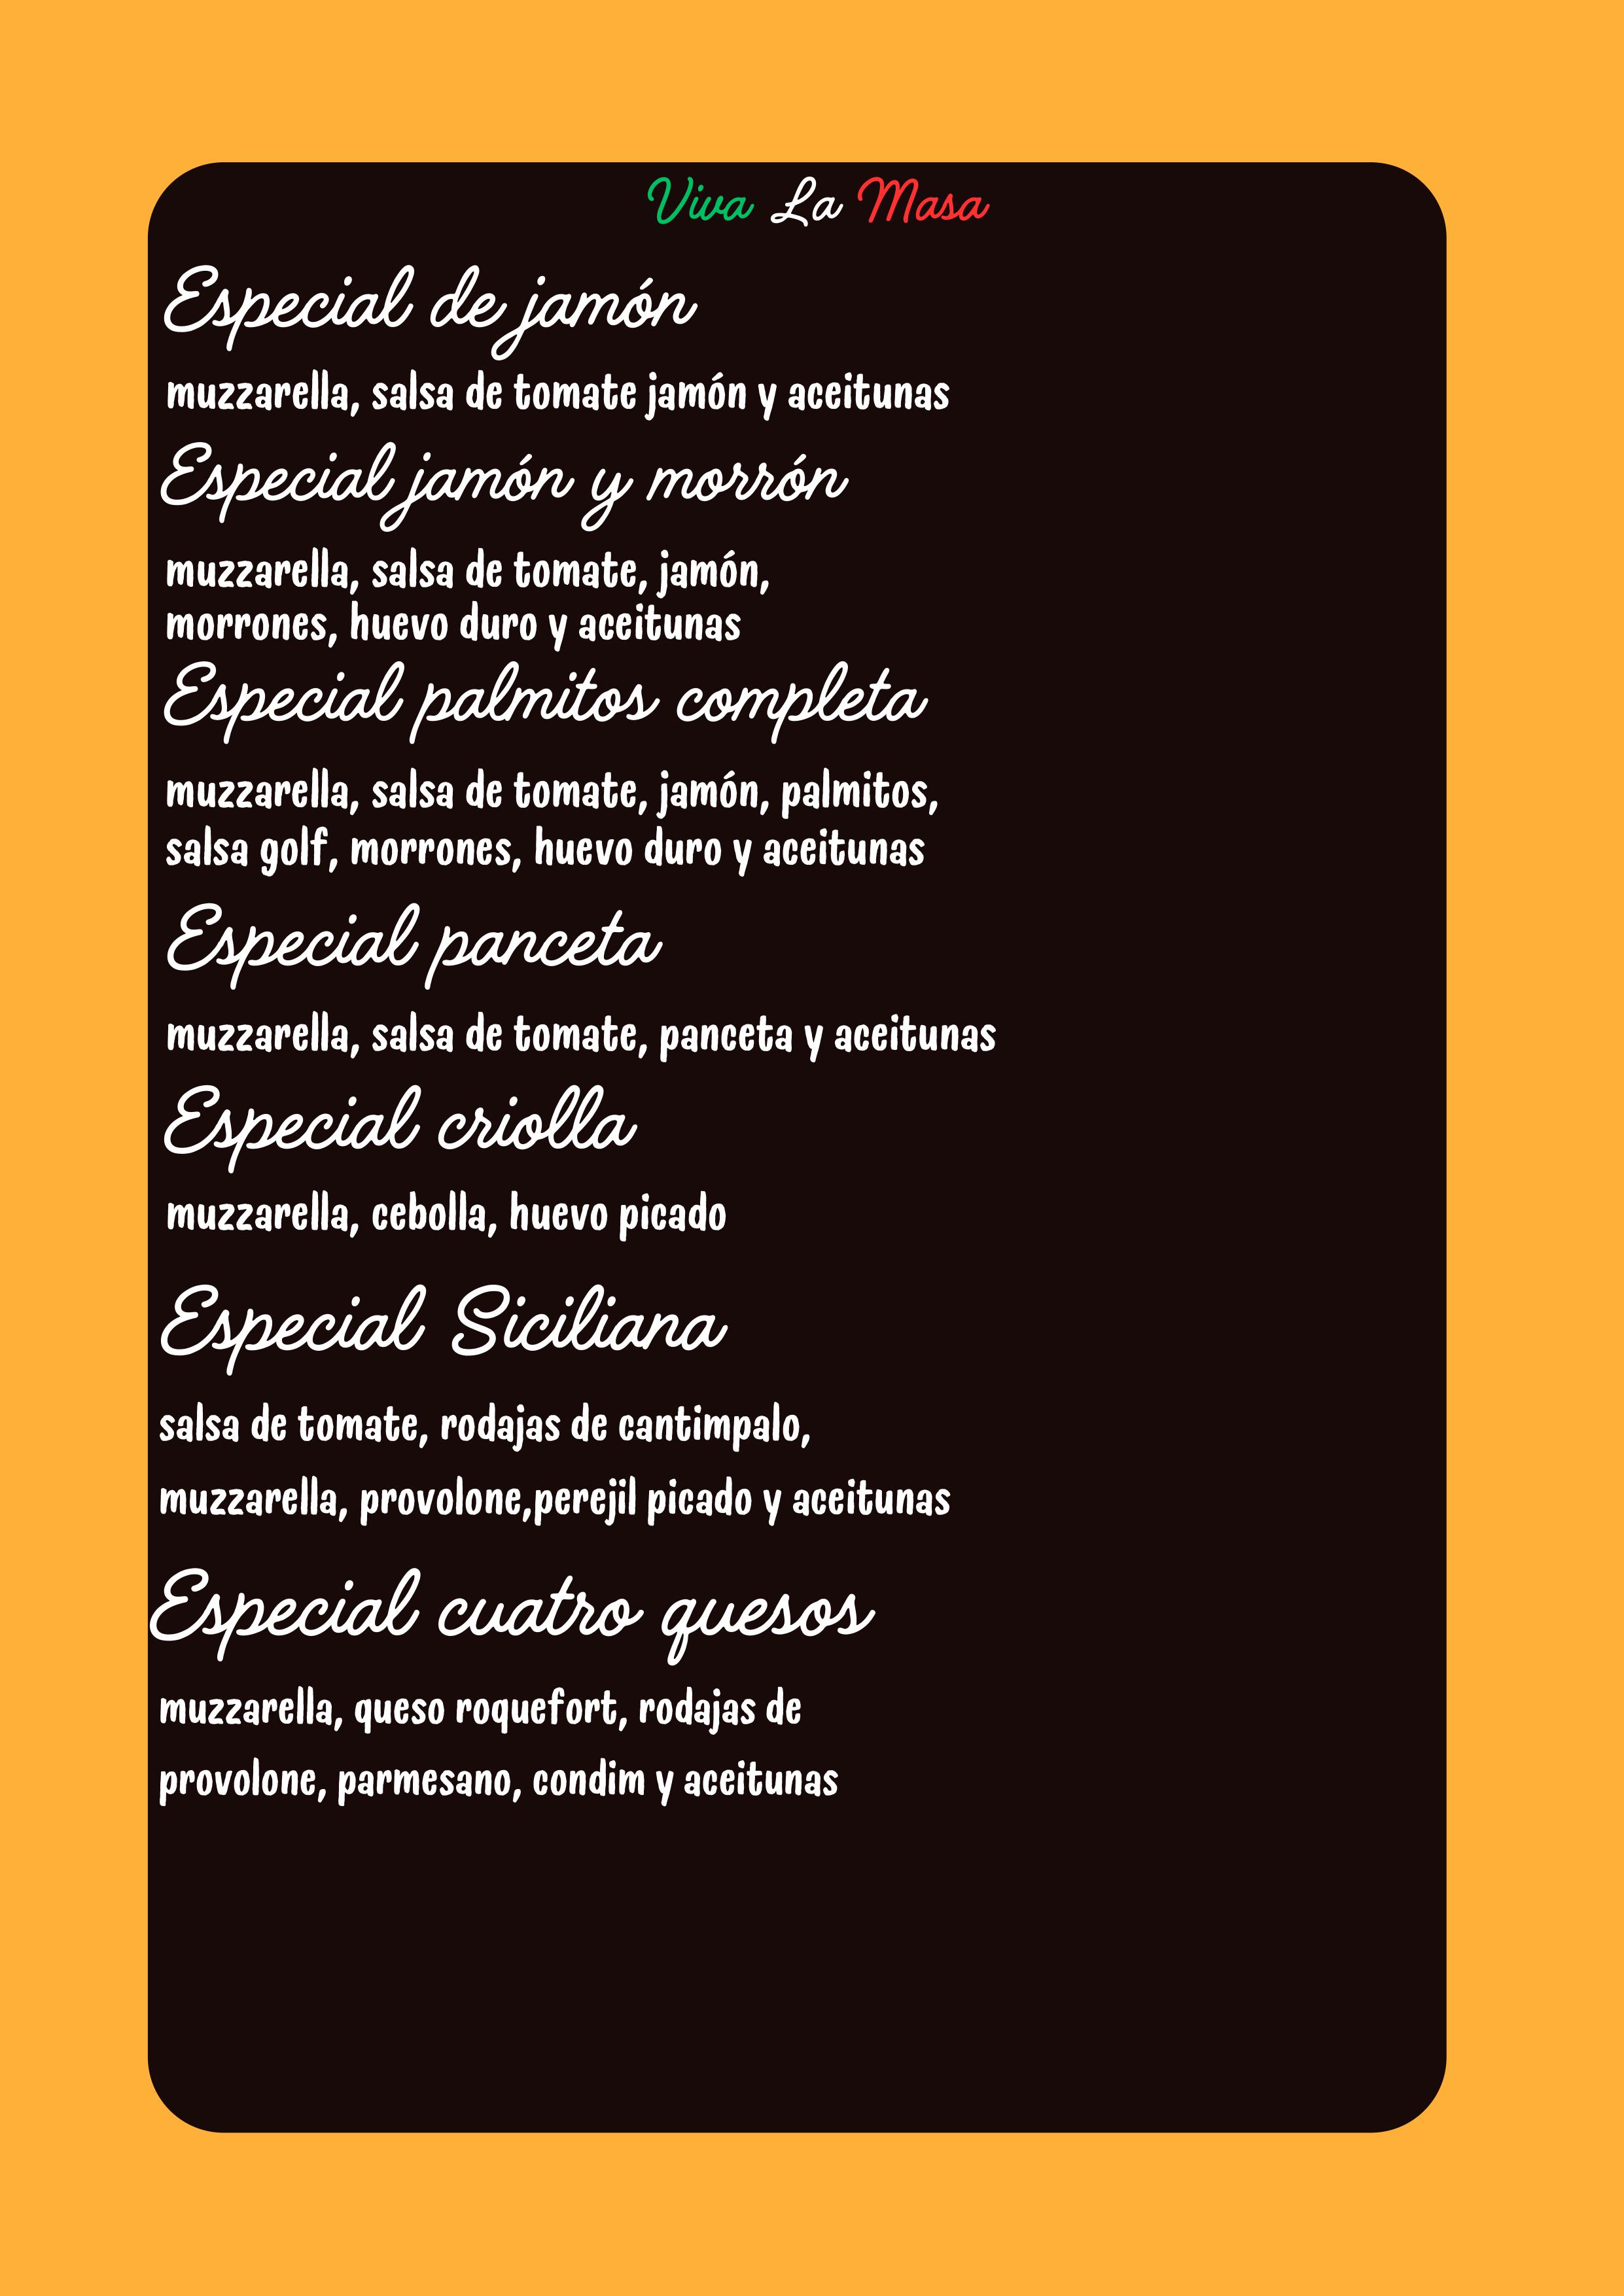 Viva La Masa
Especial de jamón
muzzarella, salsa de tomate jamón y aceitunas
Especial jamón y morrón
muzzarella, salsa de tomate, jamón,
morrones, huevo duro y aceitunas
Especial palmitos completa
muzzarella, salsa de tomate, jamón, palmitos,
salsa golf, morrones, huevo duro y aceitunas
Especial panceta
muzzarella, salsa de tomate, panceta y aceitunas
Especial criolla
muzzarella, cebolla, huevo picado
Especial Siciliana
salsa de tomate, rodajas de cantimpalo,
muzzarella, provolone,perejil picado y aceitunas
Especial cuatro quesos
muzzarella, queso roquefort, rodajas de
provolone, parmesano, condim y aceitunas